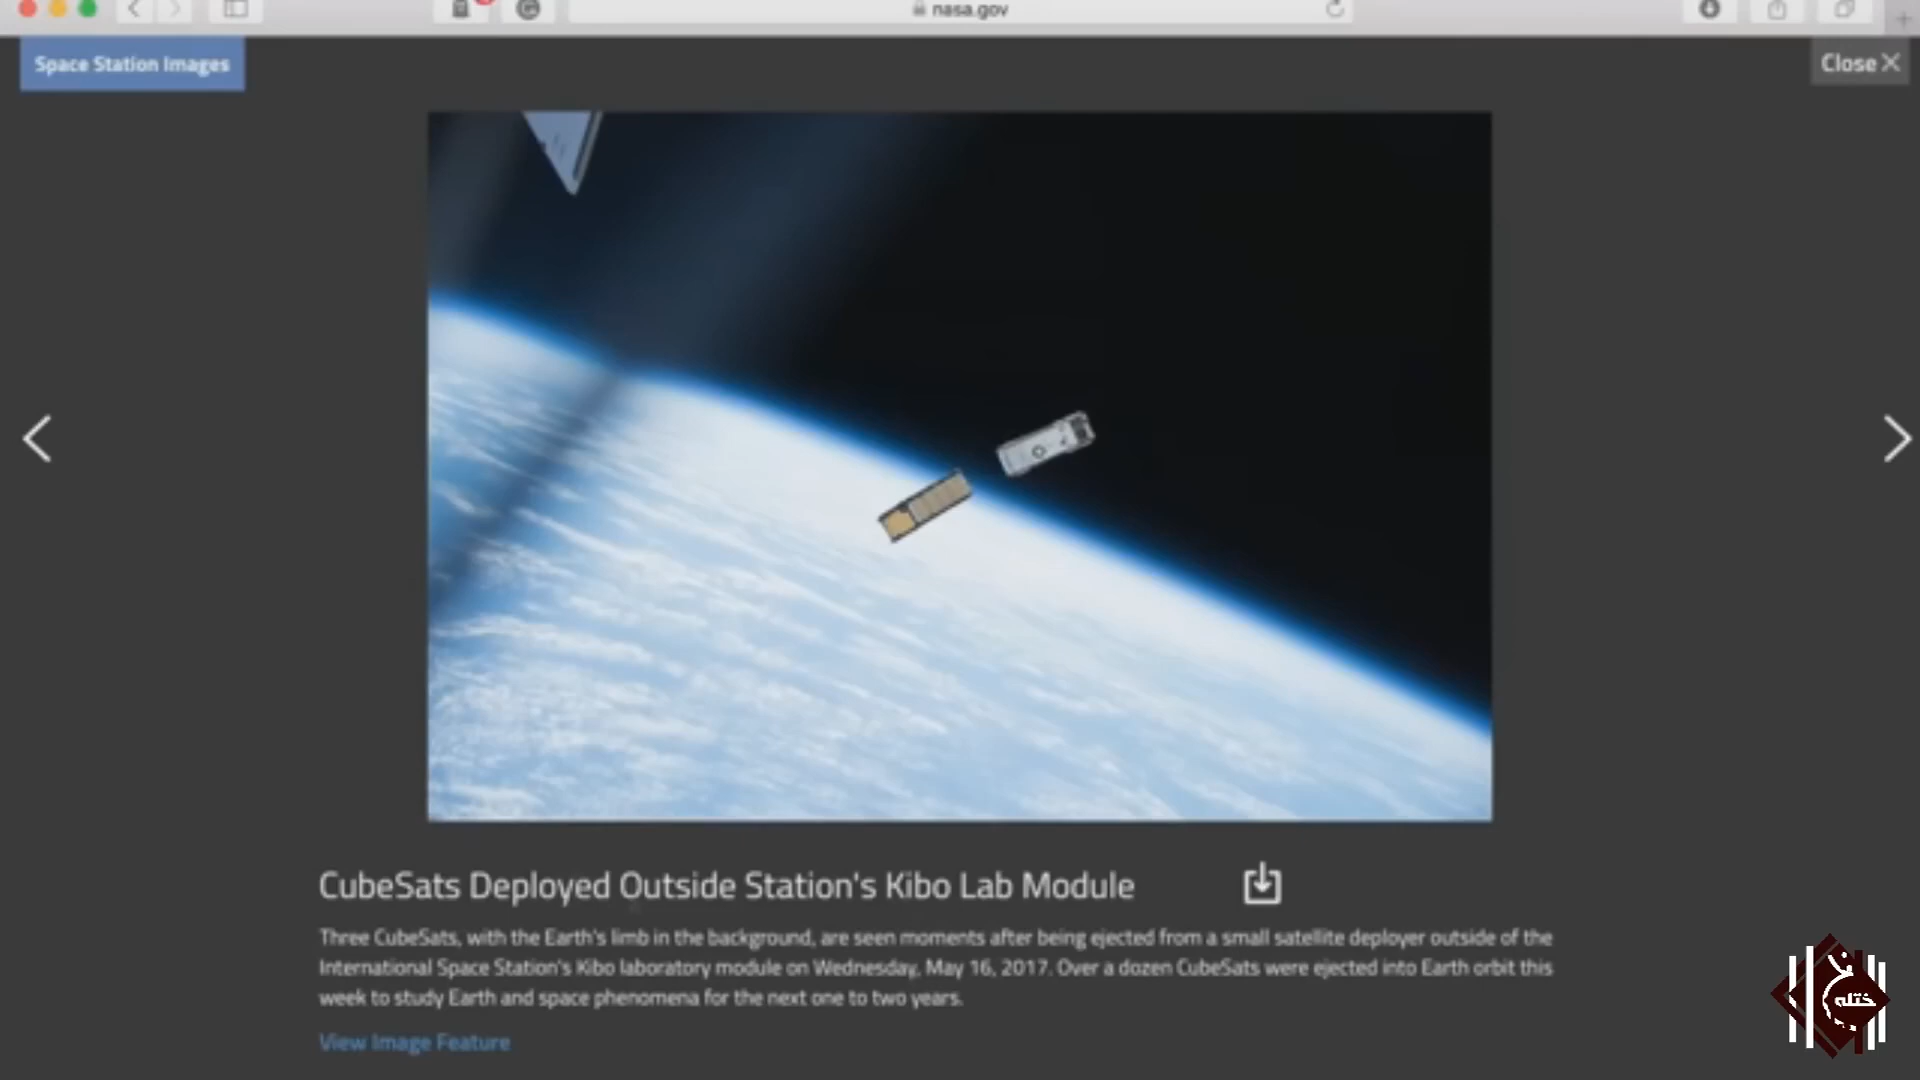 nasa.gov
Space Station Images
Close
CubeSats Deployed Outside Station's Kibo Lab Module
Three CubeSats, with the Earth's limb in the background, are seen moments after being ejected from a small satellite deployer outside of the
International Space Station's Kibo laboratory module on Wednesday, May 16, 2017. Over a dozen CubeSats were ejected into Earth orbit this
week to study Earth and space phenomena for the next one to two years.
View Image Feature
ختله